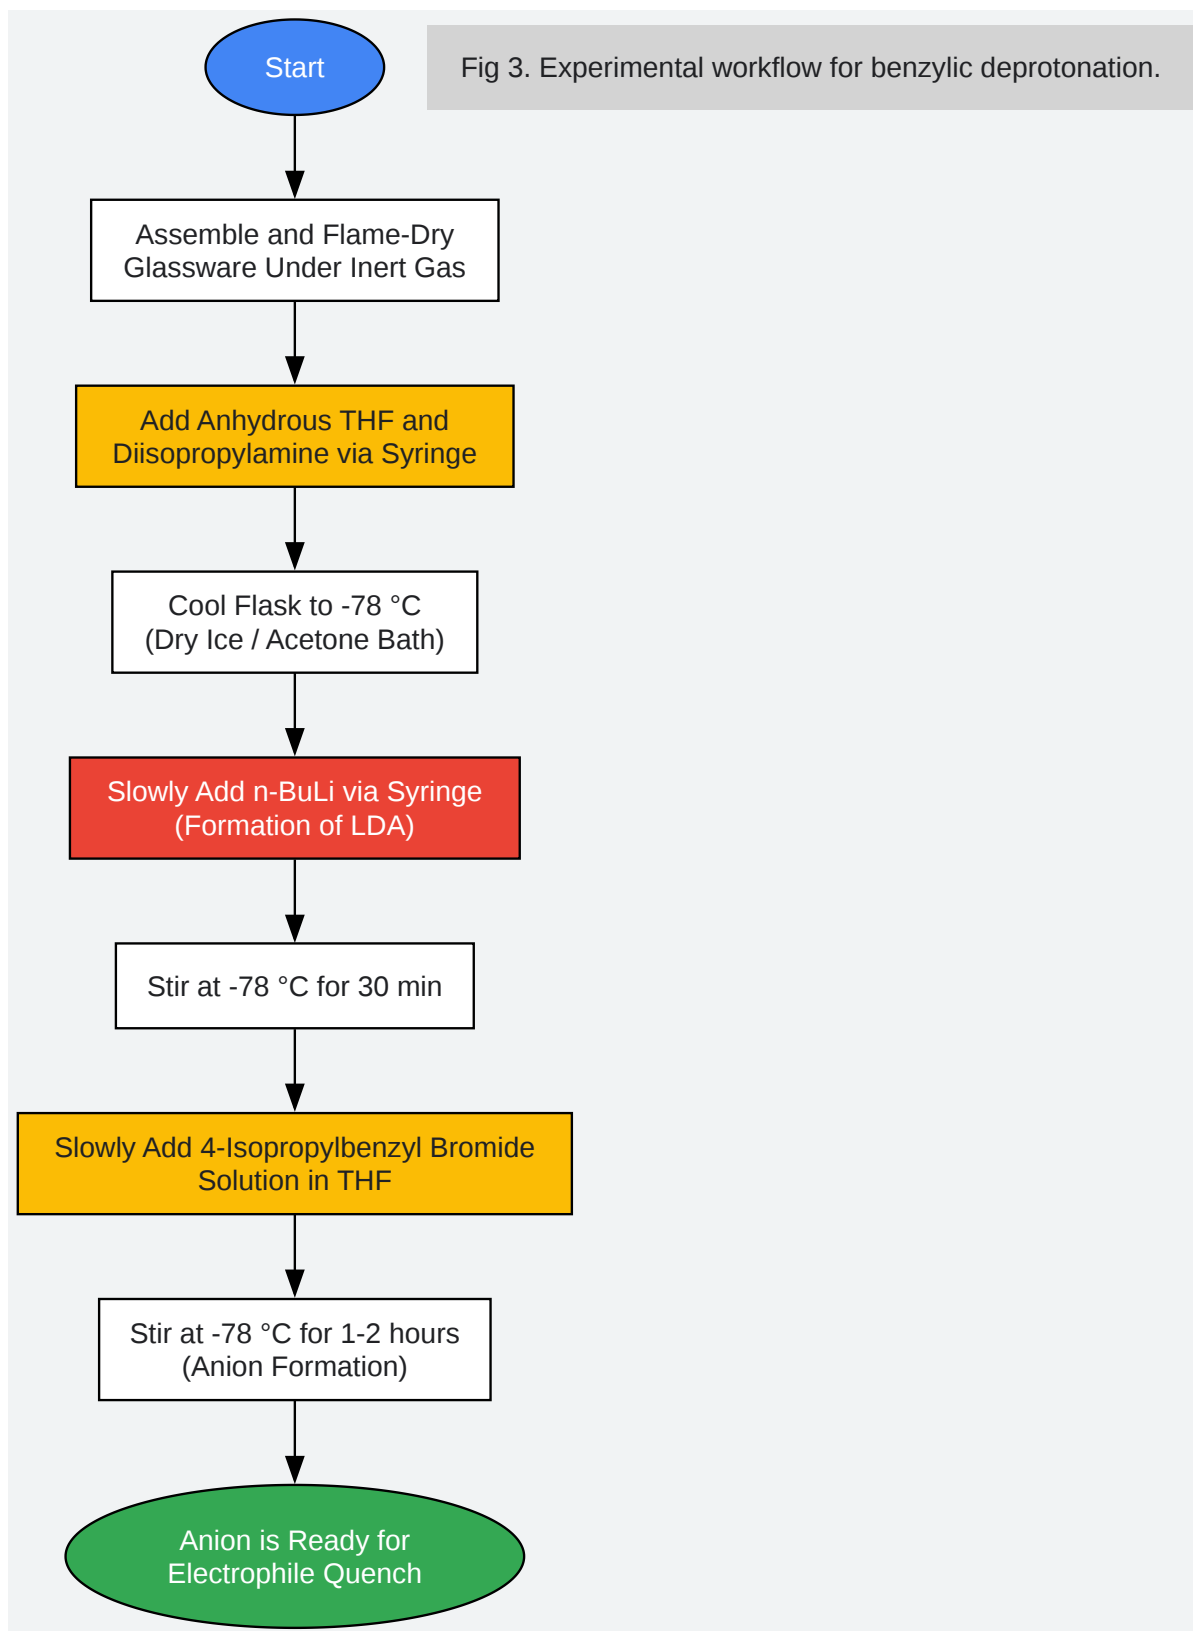 Start
Fig 3. Experimental workflow for benzylic deprotonation.
Assemble and Flame-Dry
Glassware Under Inert Gas
Add Anhydrous THF and
Diisopropylamine via Syringe
Cool Flask to -78 °C
(Dry Ice / Acetone Bath)
Slowly Add n-BuLi via Syringe
(Formation of LDA)
Stir at -78 °C for 30 min
Slowly Add 4-Isopropylbenzyl Bromide
Solution in THF
Stir at -78 °C for 1-2 hours
(Anion Formation)
Anion is Ready for
Electrophile Quench